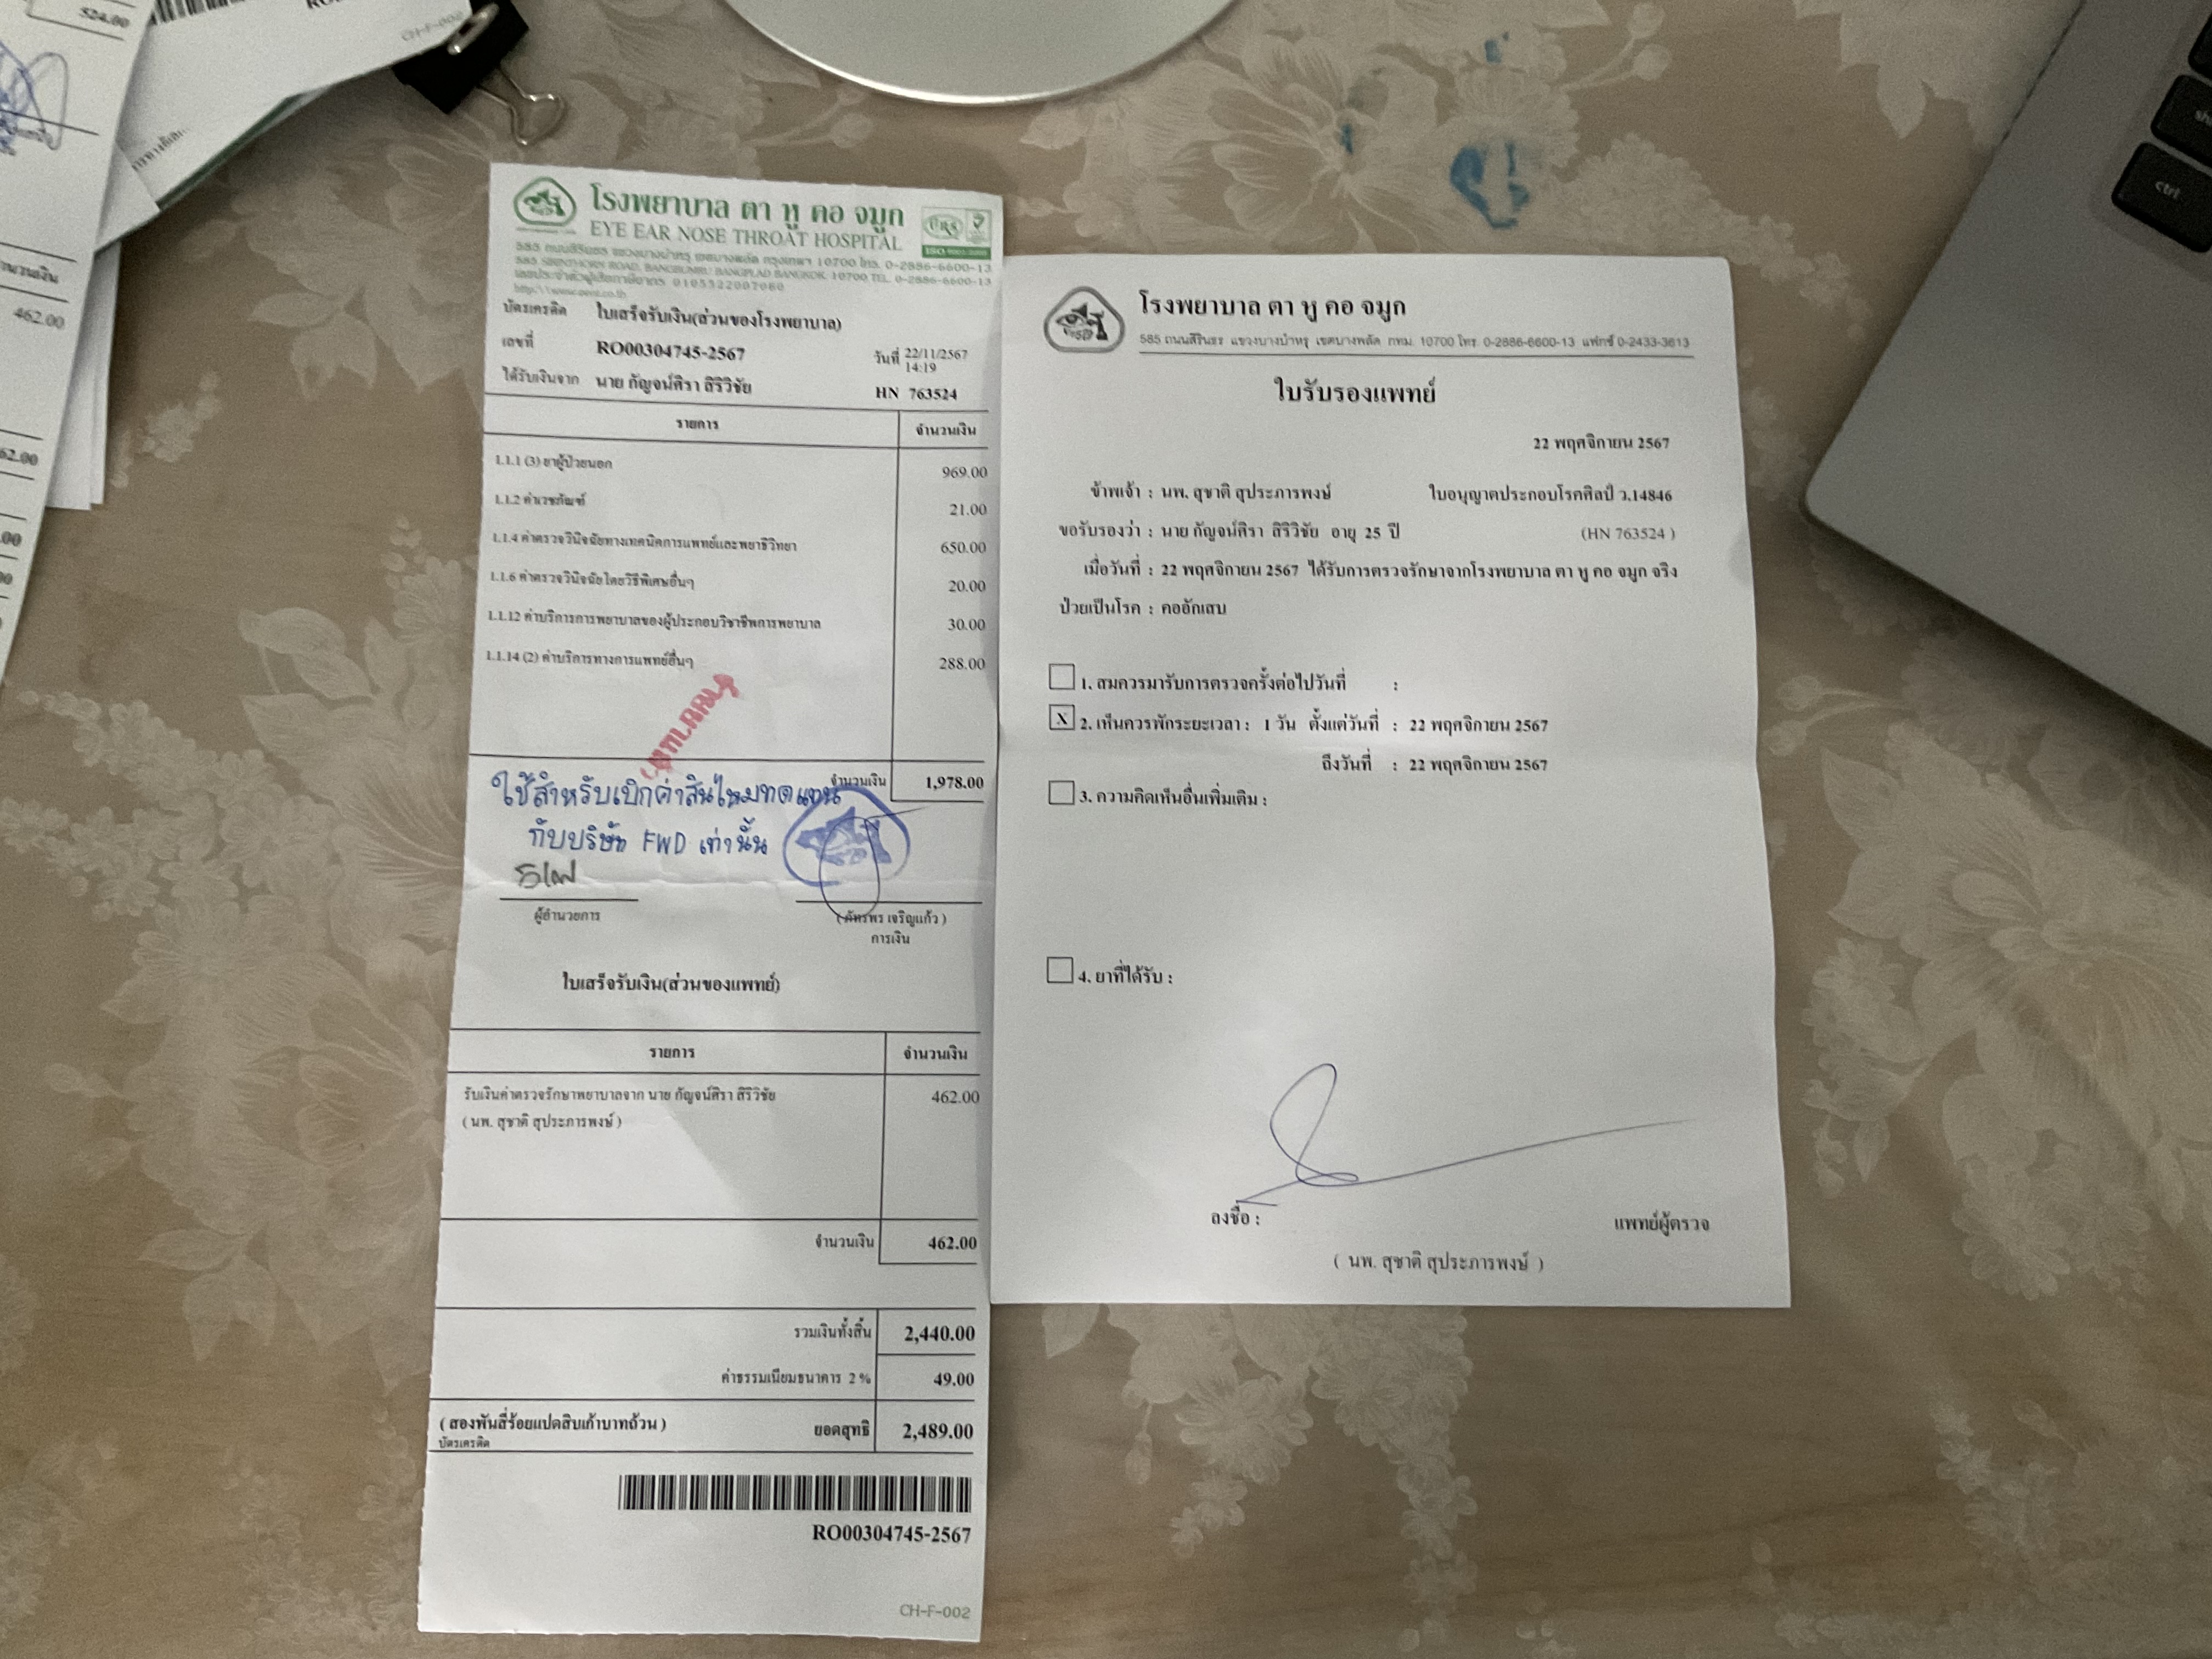 524.00
CH-F-002
จำนวนเงิน
462.00
โรงพยาบาล ตา หู คอ จมูก
EYE EAR NOSE THROAT HOSPITAL
585 ถนนสิรินธร แขวงบางบำหรุ เขตบางพลัด กรุงเทพฯ 10700 โทร. 0-2886-6600-13
585 SIRINTHORN ROAD, BANGBUMRU BANGPLAD BANGKOK 10700 TEL. 0-2886-6600-13
เลขประจำตัวผู้เสียภาษีอากร
URS
บัตรเครดิต ใบเสร็จรับเงิน(ส่วนของโรงพยาบาล)
เลขที่ RO00304745-2567 วันที่ 22/11/2567
14:19
ได้รับเงินจาก นาย กัญจน์ศิรา สิริวิชัย HN 763524
รายการ จำนวนเงิน
1.1.1 (3) ยาผู้ป่วยนอก 969.00
1.1.2 ค่าเวชภัณฑ์ 21.00
1.1.4 ค่าตรวจวินิจฉัยทางเทคนิคการแพทย์และพยาธิวิทยา 650.00
1.1.6 ค่าตรวจวินิจฉัยโดยวิธีพิเศษอื่นๆ 20.00
1.1.12 ค่าบริการการพยาบาลของผู้ประกอบวิชาชีพการพยาบาล 30.00
1.1.14 (2) ค่าบริการทางการแพทย์อื่นๆ 288.00
จำนวนเงิน 1,978.00
ใช้สำหรับเบิกค่าสินไหมทดแทน
กับบริษัท FWD เท่านั้น
ผู้อำนวยการ
( ภัทรพร เจริญแก้ว )
การเงิน
ใบเสร็จรับเงิน(ส่วนของแพทย์)
รายการ จำนวนเงิน
รับเงินค่าตรวจรักษาพยาบาลจาก นาย กัญจน์ศิรา สิริวิชัย 462.00
( นพ. สุชาติ สุประภารพงษ์ )
จำนวนเงิน 462.00
รวมเงินทั้งสิ้น 2,440.00
ค่าธรรมเนียมธนาคาร 2 % 49.00
( สองพันสี่ร้อยแปดสิบเก้าบาทถ้วน ) ยอดสุทธิ 2,489.00
บัตรเครดิต
RO00304745-2567
CH-F-002
โรงพยาบาล ตา หู คอ จมูก
585 ถนนสิรินธร แขวงบางบำหรุ เขตบางพลัด กทม. 10700 โทร. 0-2886-6600-13 แฟกซ์ 0-2433-3613
ใบรับรองแพทย์
22 พฤศจิกายน 2567
ข้าพเจ้า : นพ. สุชาติ สุประภารพงษ์ ใบอนุญาตประกอบโรคศิลป์ ว.14846
ขอรับรองว่า : นาย กัญจน์ศิรา สิริวิชัย อายุ 25 ปี (HN 763524 )
เมื่อวันที่ : 22 พฤศจิกายน 2567 ได้รับการตรวจรักษาจากโรงพยาบาล ตา หู คอ จมูก จริง
ป่วยเป็นโรค : คออักเสบ
1. สมควรมารับการตรวจครั้งต่อไปวันที่ :
X 2. เห็นควรพักระยะเวลา : 1 วัน ตั้งแต่วันที่ : 22 พฤศจิกายน 2567
ถึงวันที่ : 22 พฤศจิกายน 2567
3. ความคิดเห็นอื่นเพิ่มเติม :
4. ยาที่ได้รับ :
ลงชื่อ : แพทย์ผู้ตรวจ
( นพ. สุชาติ สุประภารพงษ์ )
ctrl